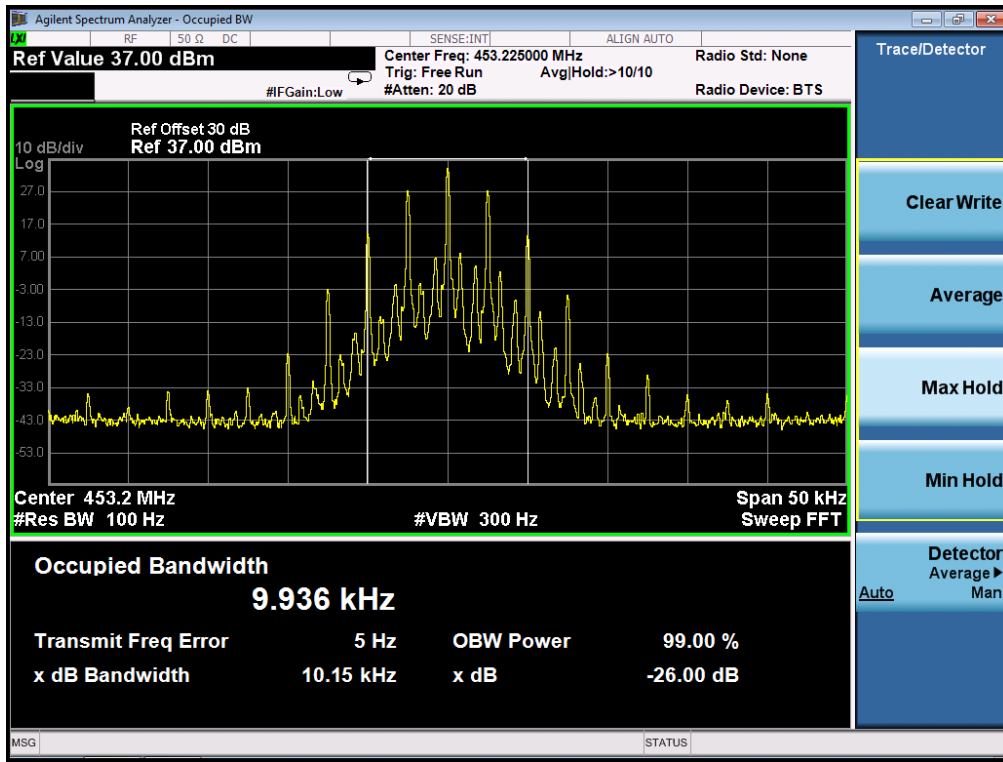 Agilent Spectrum Analyzer - Occupied BW
LXI RF 50 Ω DC SENSE:INT ALIGN AUTO
Ref Value 37.00 dBm
Center Freq: 453.225000 MHz Radio Std: None
Trig: Free Run Avg|Hold:>10/10
#IFGain:Low #Atten: 20 dB Radio Device: BTS
Trace/Detector
Ref Offset 30 dB
10 dB/div Ref 37.00 dBm
Log
27.0
17.0
7.00
-3.00
-13.0
-23.0
-33.0
-43.0
-53.0
Center 453.2 MHz Span 50 kHz
#Res BW 100 Hz #VBW 300 Hz Sweep FFT
Occupied Bandwidth
9.936 kHz
Transmit Freq Error 5 Hz OBW Power 99.00 %
x dB Bandwidth 10.15 kHz x dB -26.00 dB
Clear Write
Average
Max Hold
Min Hold
Detector
Average
Auto Man
MSG STATUS